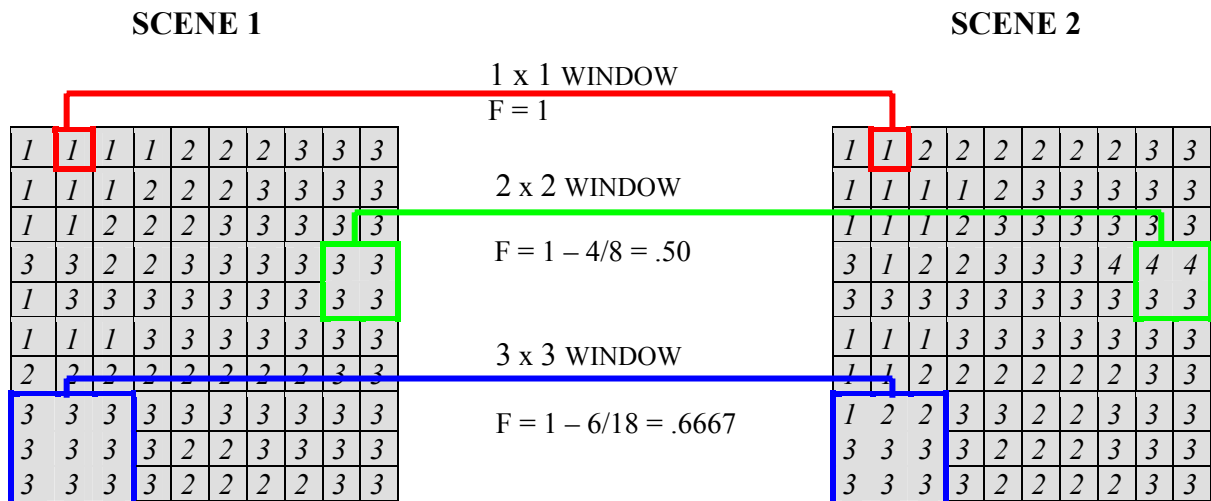 SCENE 1
SCENE 2
1 x 1 WINDOW
F = 1
2 x 2 WINDOW
F = 1 – 4/8 = .50
3 x 3 WINDOW
F = 1 – 6/18 = .6667
1 1 1 1 2 2 2 3 3 3
1 1 1 2 2 2 3 3 3 3
1 1 2 2 2 3 3 3 3 3
3 3 2 2 3 3 3 3 3 3
1 3 3 3 3 3 3 3 3 3
1 1 1 3 3 3 3 3 3 3
2 2 2 2 2 2 2 2 3 3
3 3 3 3 3 3 3 3 3 3
3 3 3 3 2 2 3 3 3 3
3 3 3 3 2 2 2 2 3 3
1 1 2 2 2 2 2 2 3 3
1 1 1 1 2 3 3 3 3 3
1 1 1 2 3 3 3 3 3 3
3 1 2 2 3 3 3 4 4 4
3 3 3 3 3 3 3 3 3 3
1 1 1 3 3 3 3 3 3 3
1 1 2 2 2 2 2 2 3 3
1 2 2 3 3 2 2 3 3 3
3 3 3 3 2 2 2 3 3 3
3 3 3 3 2 2 2 2 3 3